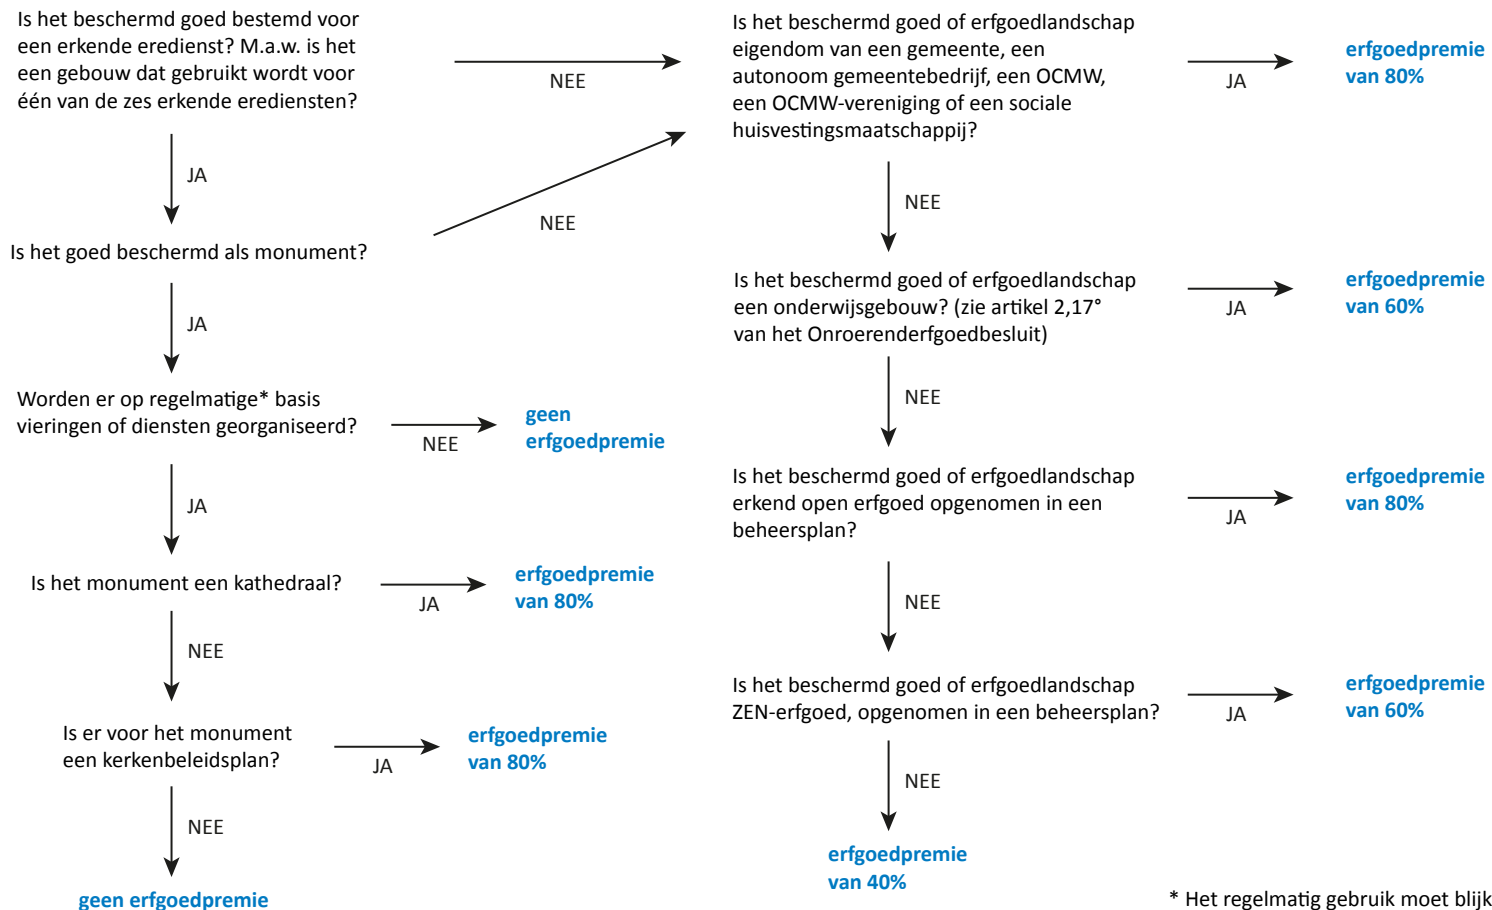 Is het beschermd goed bestemd voor
een erkende eredienst? M.a.w. is het
een gebouw dat gebruikt wordt voor
één van de zes erkende erediensten?
NEE
JA
Is het goed beschermd als monument?
NEE
JA
Worden er op regelmatige* basis
vieringen of diensten georganiseerd?
NEE
geen
erfgoedpremie
JA
Is het monument een kathedraal?
JA
erfgoedpremie
van 80%
NEE
Is er voor het monument
een kerkenbeleidsplan?
JA
erfgoedpremie
van 80%
NEE
geen erfgoedpremie
Is het beschermd goed of erfgoedlandschap
eigendom van een gemeente, een
autonoom gemeentebedrijf, een OCMW,
een OCMW-vereniging of een sociale
huisvestingsmaatschappij?
JA
erfgoedpremie
van 80%
NEE
Is het beschermd goed of erfgoedlandschap
een onderwijsgebouw? (zie artikel 2,17°
van het Onroerenderfgoedbesluit)
JA
erfgoedpremie
van 60%
NEE
Is het beschermd goed of erfgoedlandschap
erkend open erfgoed opgenomen in een
beheersplan?
JA
erfgoedpremie
van 80%
NEE
Is het beschermd goed of erfgoedlandschap
ZEN-erfgoed, opgenomen in een beheersplan?
JA
erfgoedpremie
van 60%
NEE
erfgoedpremie
van 40%
* Het regelmatig gebruik moet blijk